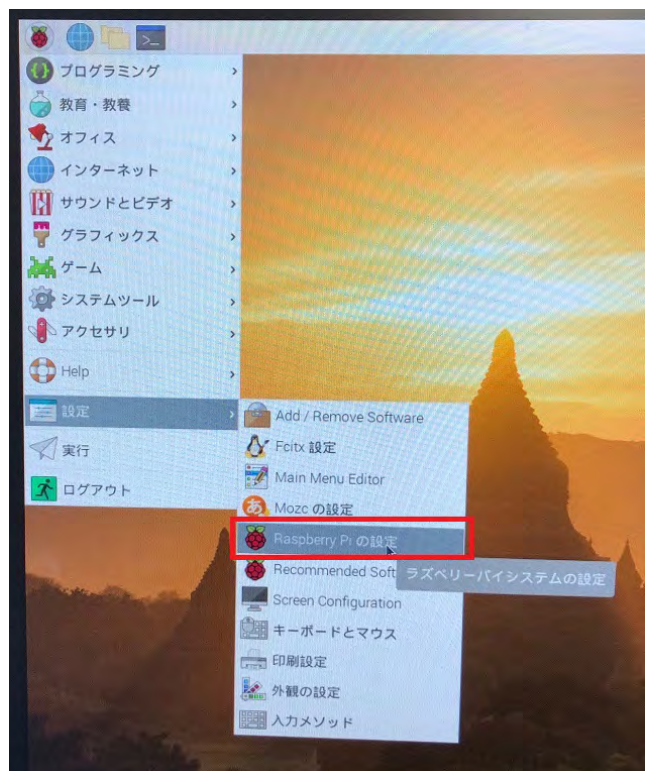 プログラミング
教育・教養
オフィス
インターネット
サウンドとビデオ
グラフィックス
ゲーム
システムツール
アクセサリ
Help
設定
実行
ログアウト
Add / Remove Software
Fcitx 設定
Main Menu Editor
Mozc の設定
Raspberry Pi の設定
Recommended Soft
ラズベリーパイシステムの設定
Screen Configuration
キーボードとマウス
印刷設定
外観の設定
入力メソッド